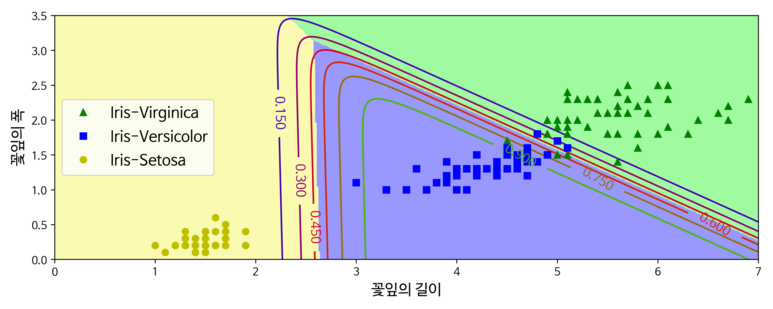 3.5
3.0
2.5
2.0
1.5
1.0
0.5
0.0
꽃잎의 폭
Iris-Virginica
Iris-Versicolor
Iris-Setosa
0.150
0.300
0.450
0.900
0.750
0.600
0 1 2 3 4 5 6 7
꽃잎의 길이